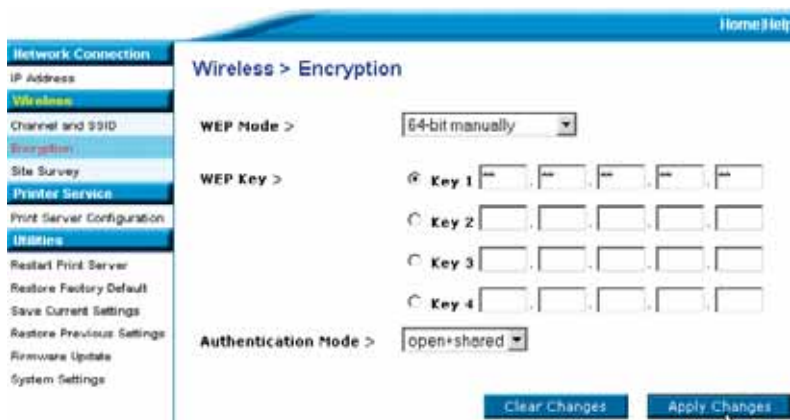 Home|Help
Network Connection
IP Address
Wireless
Channel and SSID
Encryption
Site Survey
Printer Service
Print Server Configuration
Utilities
Restart Print Server
Restore Factory Default
Save Current Settings
Restore Previous Settings
Firmware Update
System Settings
Wireless > Encryption
WEP Mode > 64-bit manually
WEP Key > Key 1 ** . ** . ** . ** . **
Key 2 . . . .
Key 3 . . . .
Key 4 . . . .
Authentication Mode > open+shared
Clear Changes Apply Changes